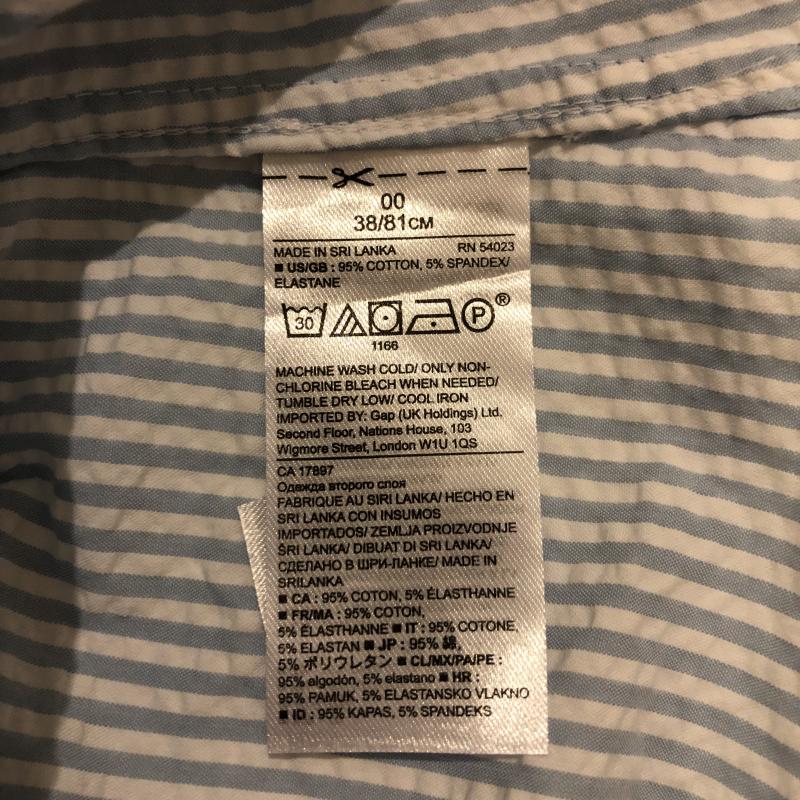 00
38/81CM
MADE IN SRI LANKA RN 54023
■ US/GB : 95% COTTON, 5% SPANDEX/
ELASTANE
30 P®
1166
MACHINE WASH COLD/ ONLY NON-
CHLORINE BLEACH WHEN NEEDED/
TUMBLE DRY LOW/ COOL IRON
IMPORTED BY: Gap (UK Holdings) Ltd.
Second Floor, Nations House, 103
Wigmore Street, London W1U 1QS
CA 17897
Одежда второго слоя
FABRIQUE AU SIRI LANKA/ HECHO EN
SRI LANKA CON INSUMOS
IMPORTADOS/ ZEMLJA PROIZVODNJE
ŠRI LANKA/ DIBUAT DI SRI LANKA/
СДЕЛАНО В ШРИ-ЛАНКЕ/ MADE IN
SRILANKA
■ CA : 95% COTON, 5% ÉLASTHANNE
■ FR/MA : 95% COTON,
5% ÉLASTHANNE ■ IT : 95% COTONE,
5% ELASTAN ■ JP : 95% 綿,
5% ポリウレタン ■ CL/MX/PA/PE :
95% algodón, 5% elastano ■ HR :
95% PAMUK, 5% ELASTANSKO VLAKNO
■ ID : 95% KAPAS, 5% SPANDEKS